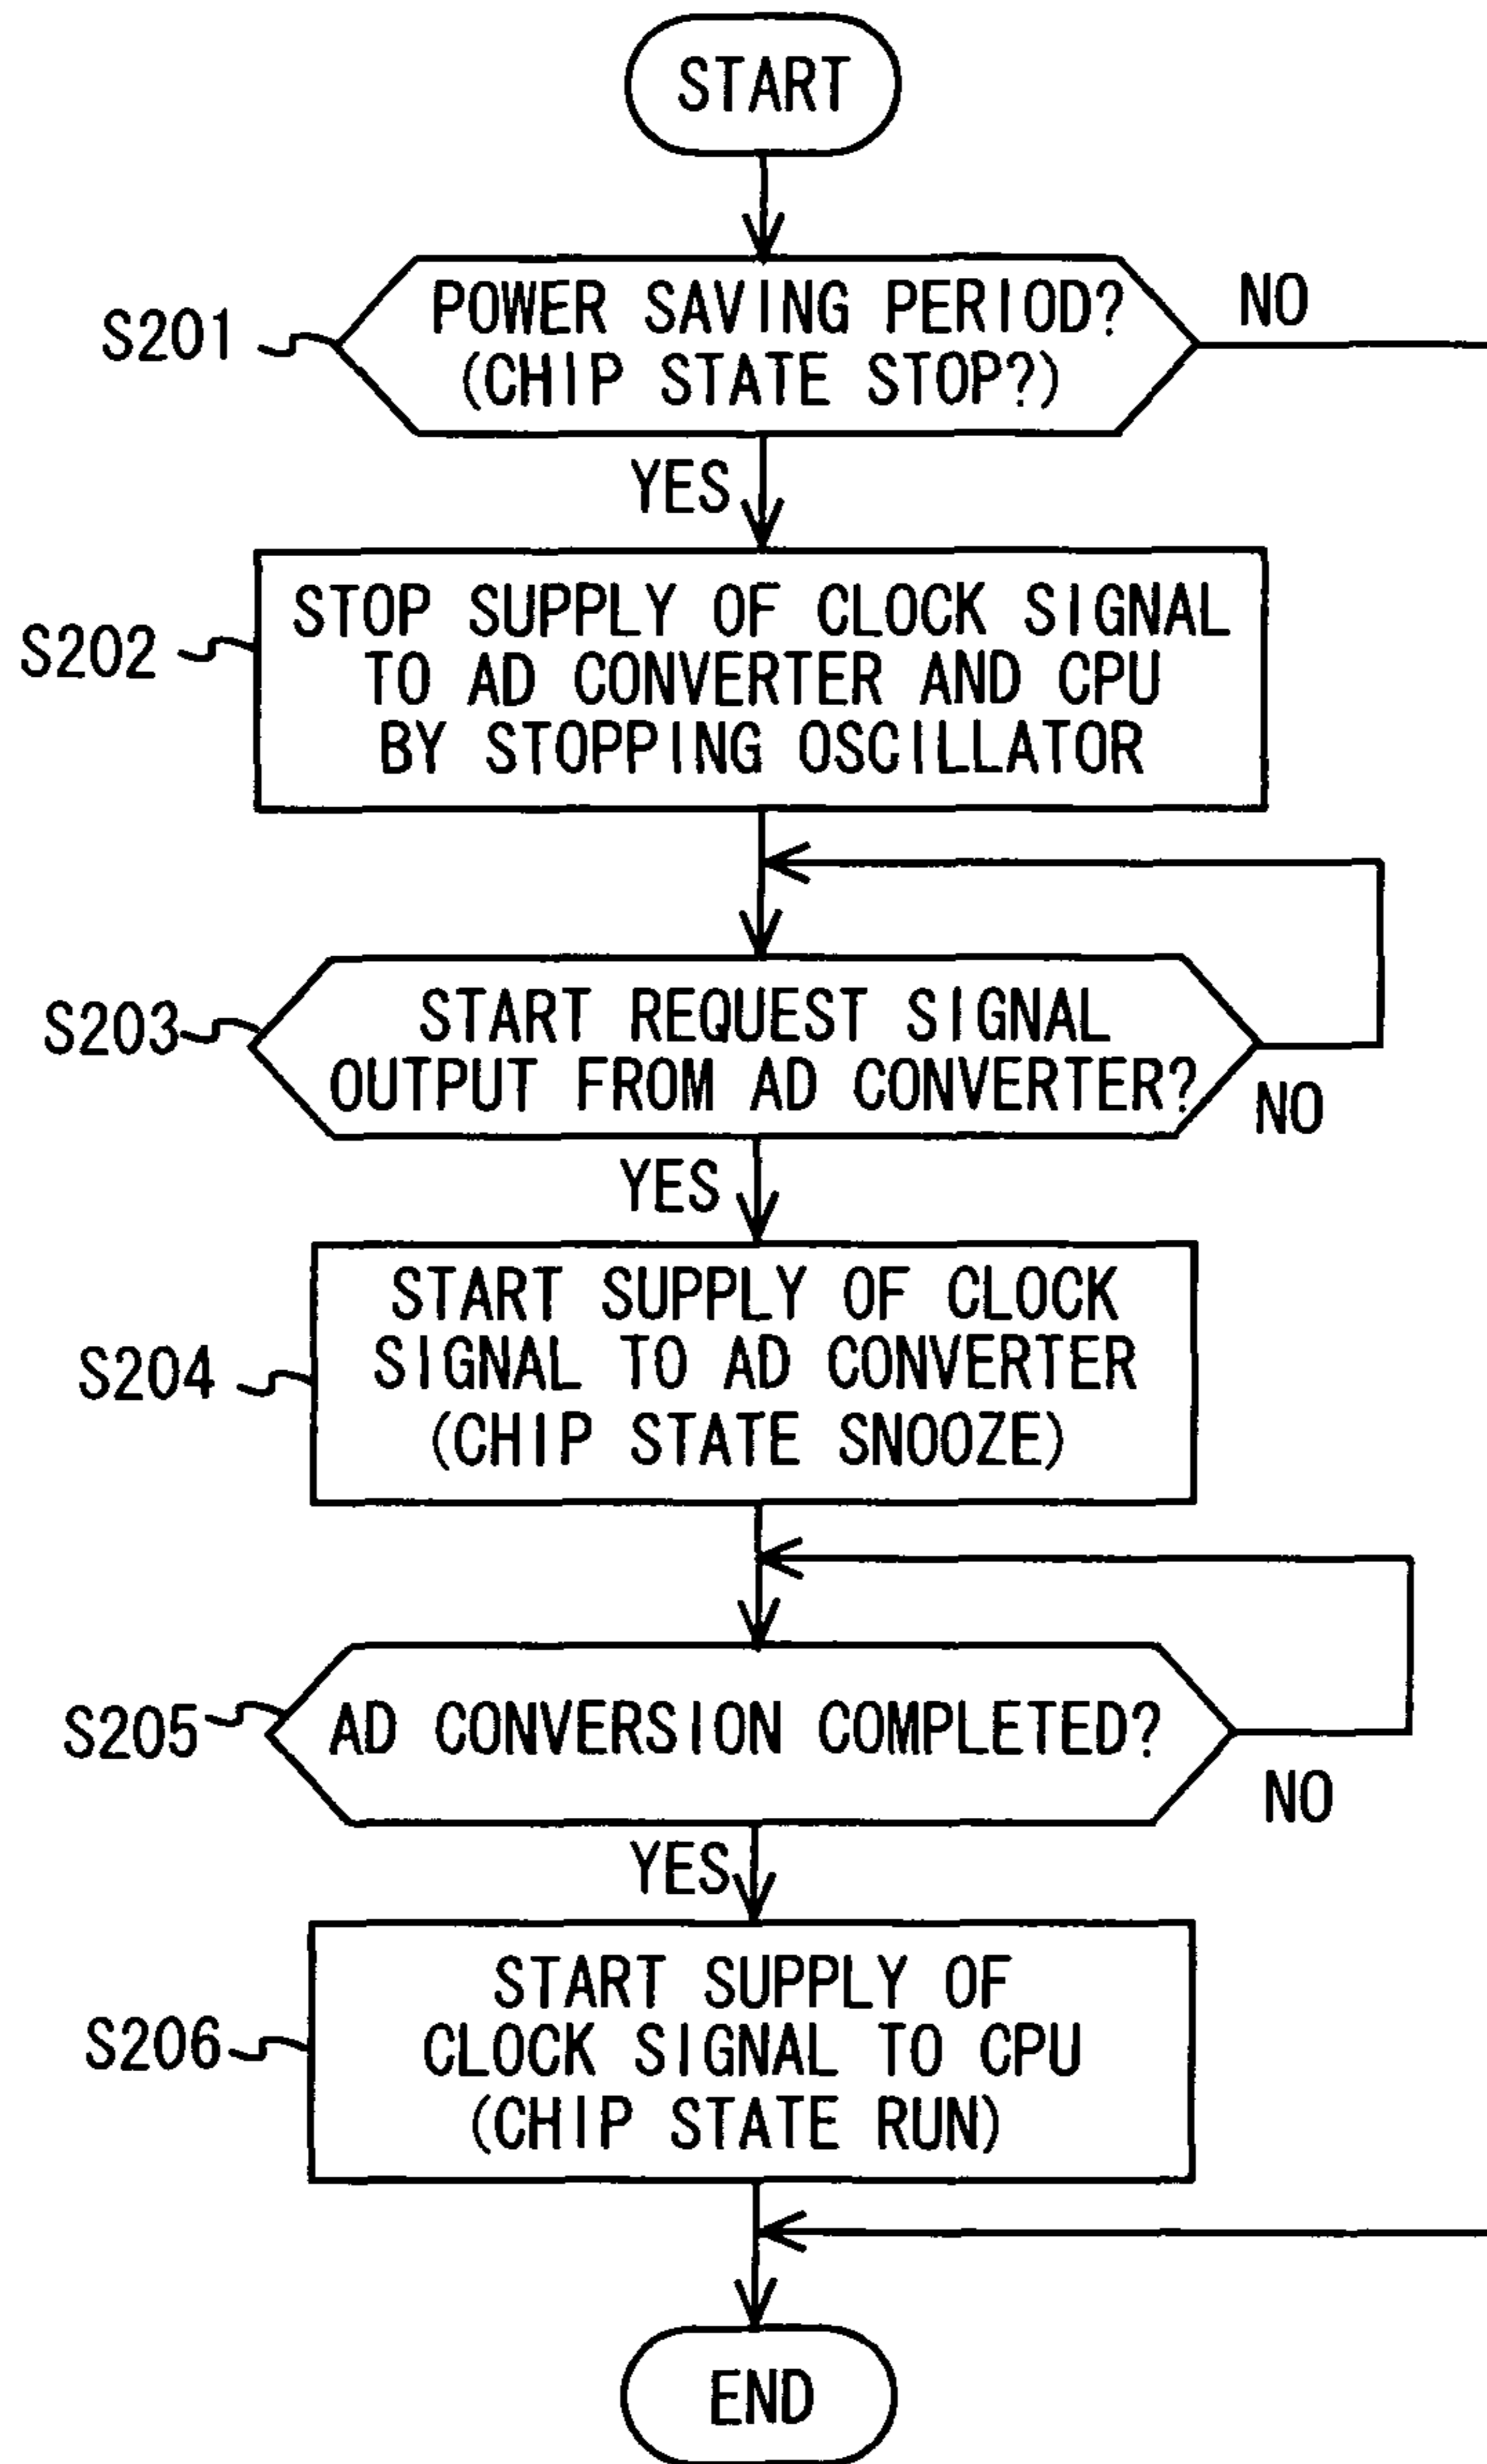 START
POWER SAVING PERIOD?
(CHIP STATE STOP?)
NO
S201
YES
STOP SUPPLY OF CLOCK SIGNAL
TO AD CONVERTER AND CPU
BY STOPPING OSCILLATOR
S202
START REQUEST SIGNAL
OUTPUT FROM AD CONVERTER?
S203
NO
YES
START SUPPLY OF CLOCK
SIGNAL TO AD CONVERTER
(CHIP STATE SNOOZE)
S204
AD CONVERSION COMPLETED?
S205
NO
YES
START SUPPLY OF
CLOCK SIGNAL TO CPU
(CHIP STATE RUN)
S206
END